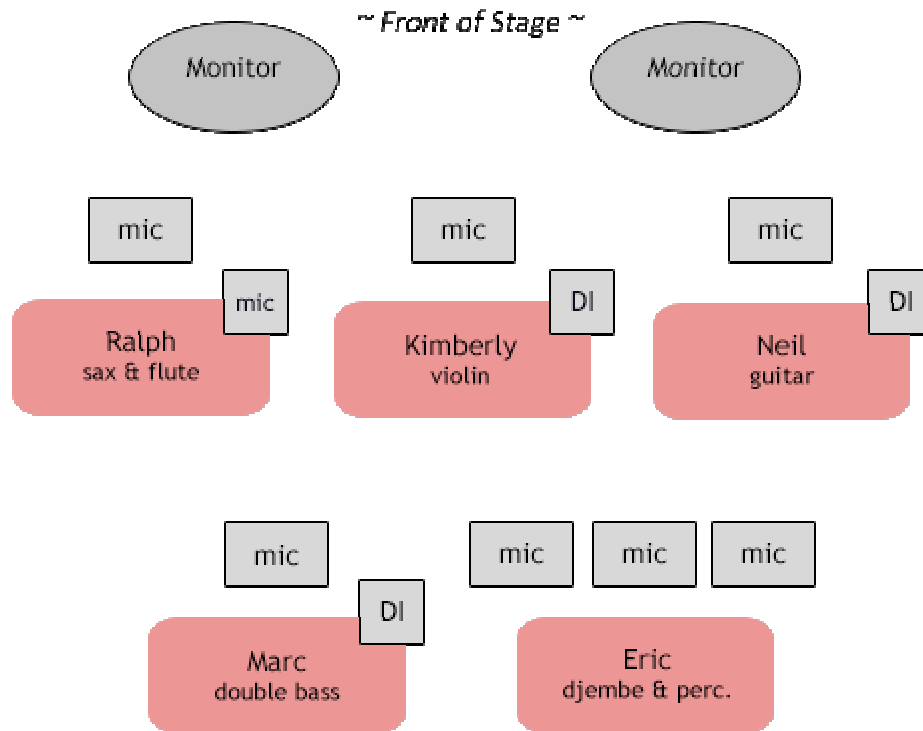 ~ Front of Stage ~
Monitor
Monitor
mic
mic
mic
mic
DI
DI
Ralph
sax & flute
Kimberly
violin
Neil
guitar
mic
mic
mic
mic
DI
Marc
double bass
Eric
djembe & perc.